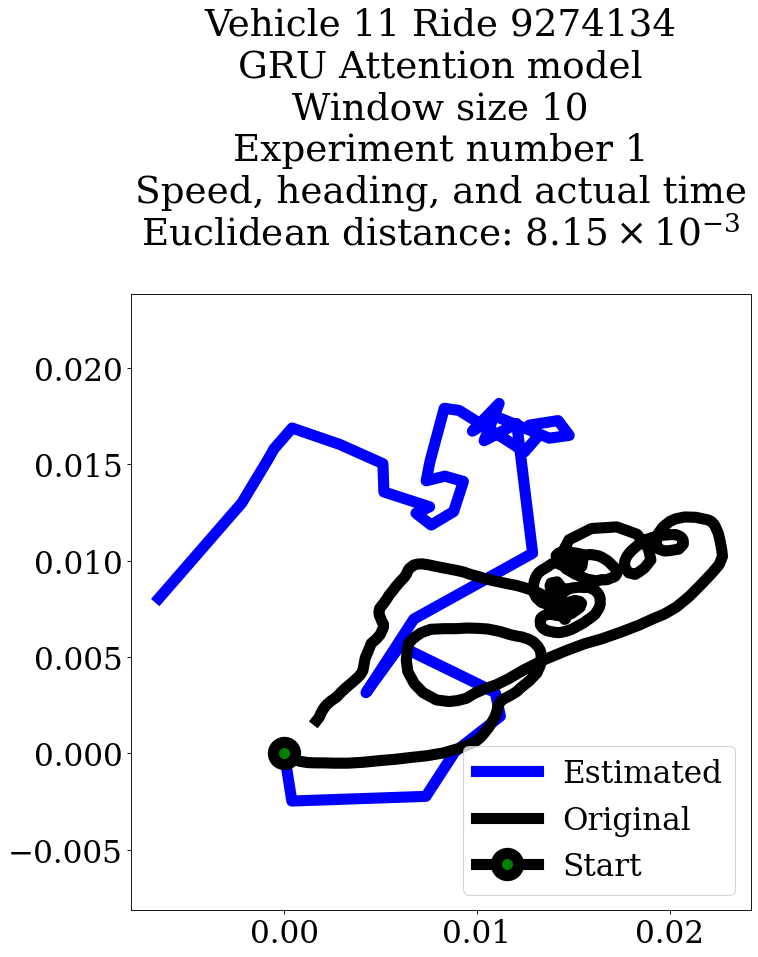 Vehicle 11 Ride 9274134
GRU Attention model
Window size 10
Experiment number 1
Speed, heading, and actual time
Euclidean distance: 8.15 × 10⁻³
0.020
0.015
0.010
0.005
0.000
−0.005
0.00 0.01 0.02
Estimated
Original
Start